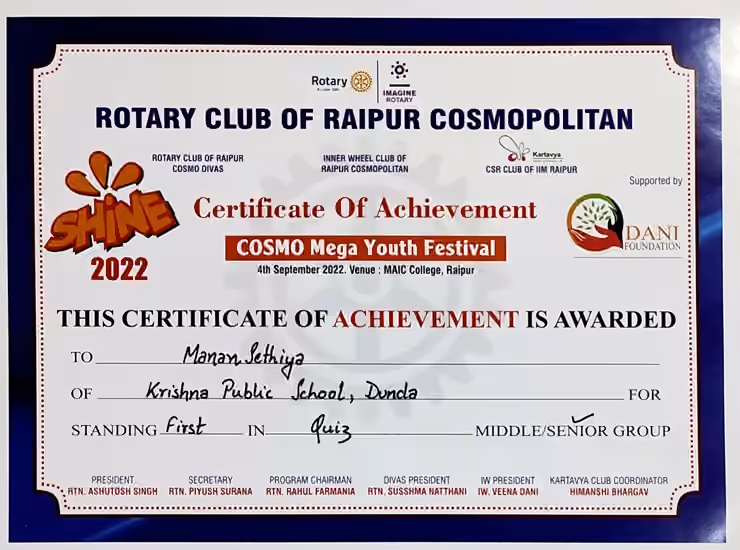 Rotary
IMAGINE
ROTARY
ROTARY CLUB OF RAIPUR COSMOPOLITAN
ROTARY CLUB OF RAIPUR
COSMO DIVAS
INNER WHEEL CLUB OF
RAIPUR COSMOPOLITAN
Kartavya
CSR CLUB OF IIM RAIPUR
Supported by
SHINE
2022
Certificate Of Achievement
DANI
FOUNDATION
COSMO Mega Youth Festival
4th September 2022. Venue : MAIC College, Raipur
THIS CERTIFICATE OF ACHIEVEMENT IS AWARDED
TO Manan Sethiya
OF Krishna Public School, Dunda FOR
STANDING First IN Quiz MIDDLE/SENIOR GROUP
PRESIDENT SECRETARY PROGRAM CHAIRMAN DIVAS PRESIDENT IW PRESIDENT KARTAVYA CLUB COORDINATOR
RTN. ASHUTOSH SINGH RTN. PIYUSH SURANA RTN. RAHUL FARMANIA RTN. SUSSHMA NATTHANI IW. VEENA DANI HIMANSHI BHARGAV